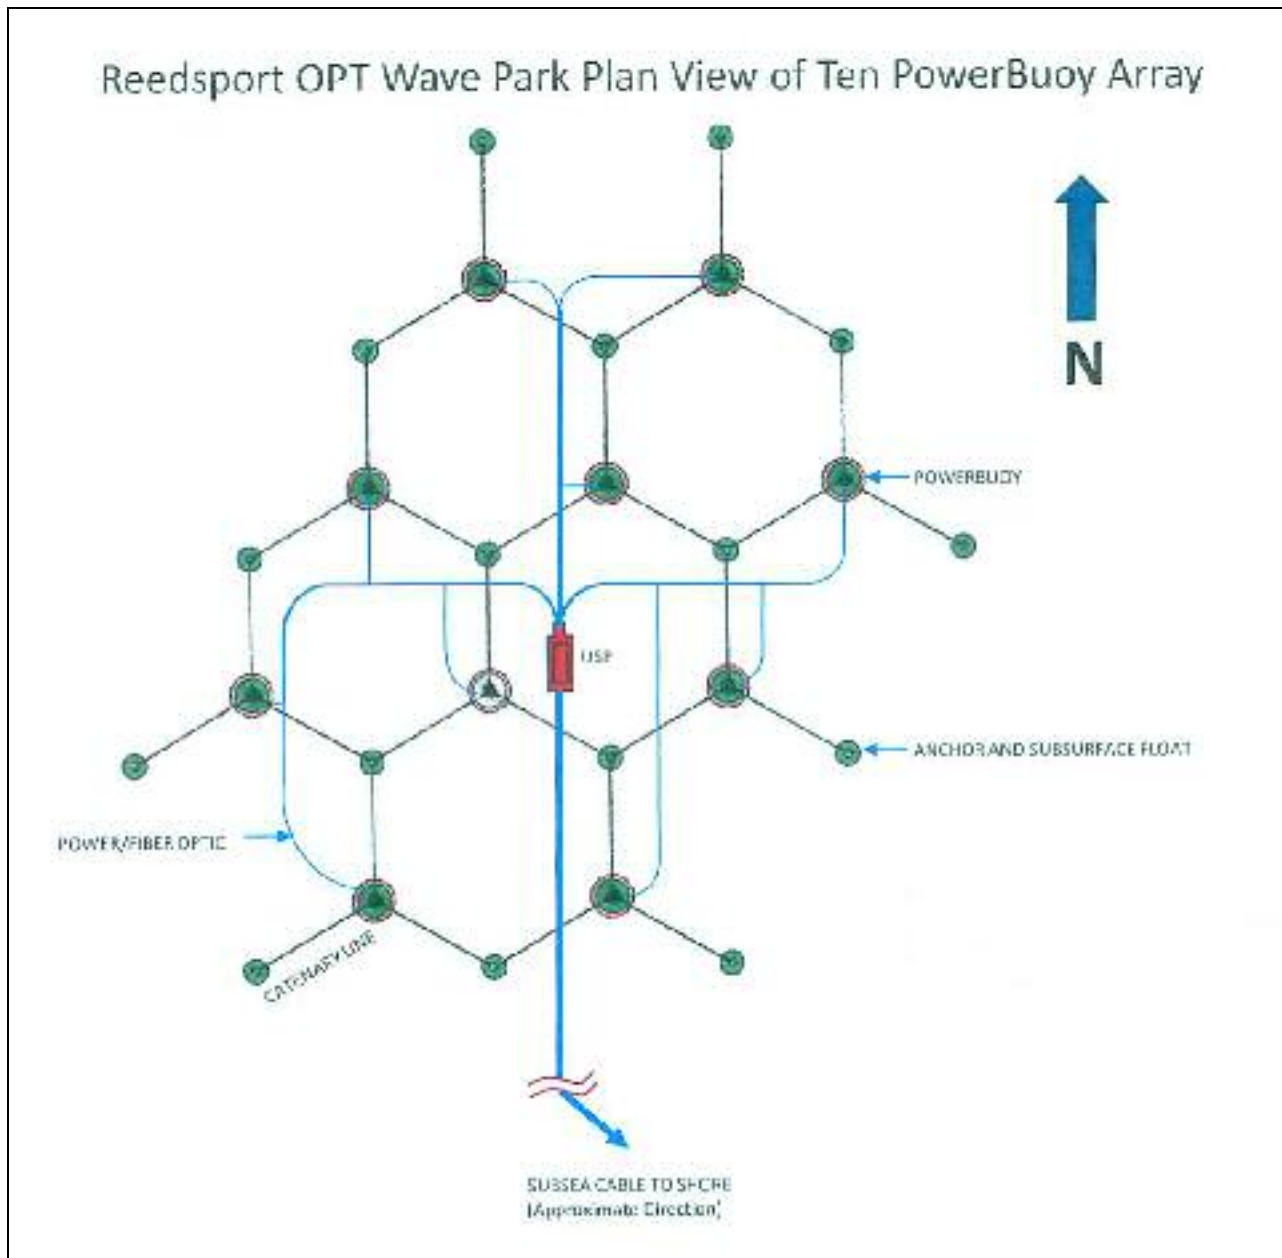 Reedsport OPT Wave Park Plan View of Ten PowerBuoy Array
N
POWERBUOY
USP
ANCHOR AND SUBSURFACE FLOAT
POWER/FIBER OPTIC
CATENARY LINE
SUBSEA CABLE TO SHORE
(Approximate Direction)